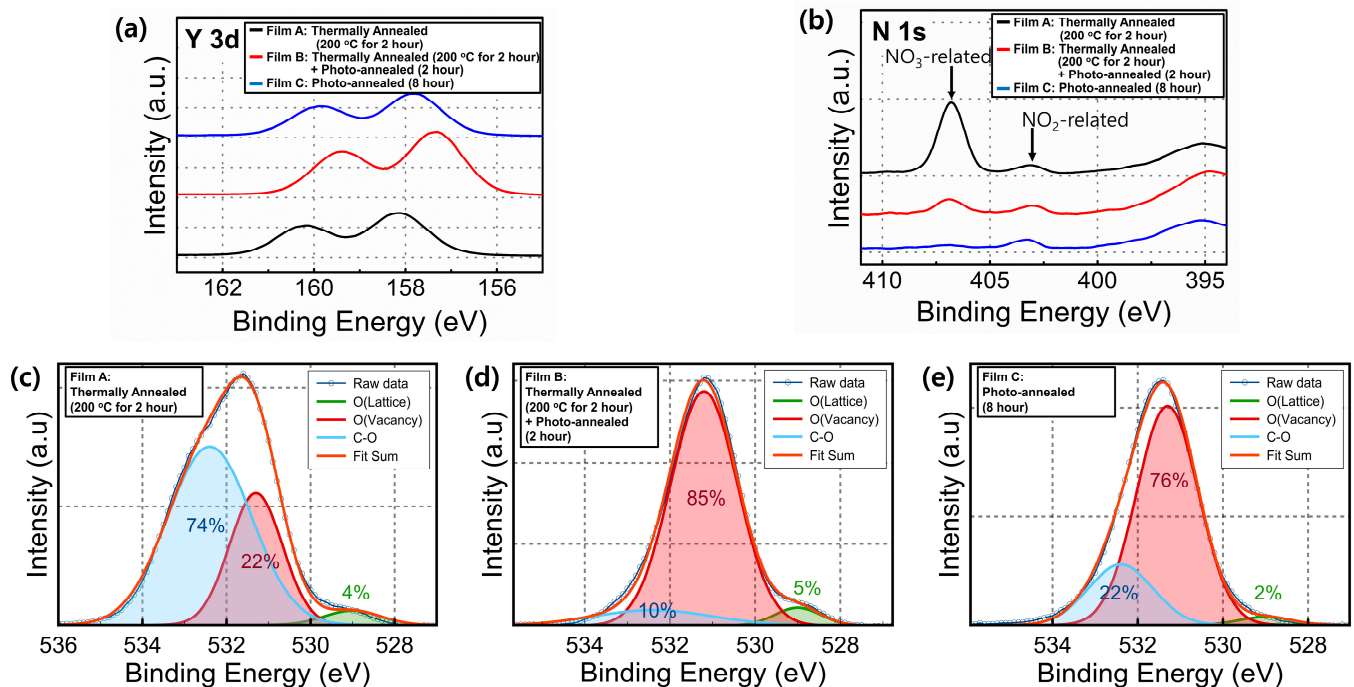 (a)
Y 3d
Film A: Thermally Annealed
(200 °C for 2 hour)
Film B: Thermally Annealed (200 °C for 2 hour)
+ Photo-annealed (2 hour)
Film C: Photo-annealed (8 hour)
Intensity (a.u.)
162
160
158
156
Binding Energy (eV)
(b)
N 1s
Film A: Thermally Annealed
(200 °C for 2 hour)
Film B: Thermally Annealed
(200 °C for 2 hour)
+ Photo-annealed (2 hour)
Film C: Photo-annealed (8 hour)
NO₃-related
NO₂-related
Intensity (a.u.)
410
405
400
395
Binding Energy (eV)
(c)
Film A:
Thermally Annealed
(200 °C for 2 hour)
Raw data
O(Lattice)
O(Vacancy)
C-O
Fit Sum
74%
22%
4%
Intensity (a.u)
536
534
532
530
528
Binding Energy (eV)
(d)
Film B:
Thermally Annealed
(200 °C for 2 hour)
+ Photo-annealed
(2 hour)
Raw data
O(Lattice)
O(Vacancy)
C-O
Fit Sum
85%
10%
5%
Intensity (a.u)
534
532
530
528
Binding Energy (eV)
(e)
Film C:
Photo-annealed
(8 hour)
Raw data
O(Lattice)
O(Vacancy)
C-O
Fit Sum
76%
22%
2%
Intensity (a.u)
534
532
530
528
Binding Energy (eV)